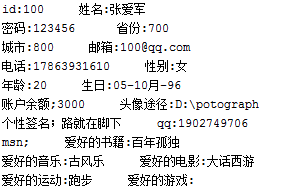 id:100 姓名:张爱军
密码:123456 省份:700
城市:800 邮箱:100@qq.com
电话:17863931610 性别:女
年龄:20 生日:05-10月-96
账户余额;3000 头像途径:D:\potograph
个性签名；路就在脚下 qq:1902749706
msn; 爱好的书籍:百年孤独
爱好的音乐:古风乐 爱好的电影:大话西游
爱好的运动:跑步 爱好的游戏: